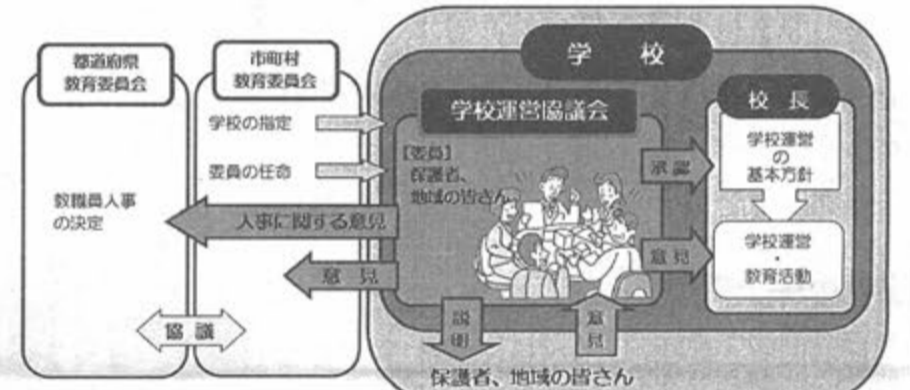 都道府県
教育委員会
教職員人事
の決定
市町村
教育委員会
学校の指定
委員の任命
人事に関する意見
意見
協議
学校
学校運営協議会
【委員】
保護者、
地域の皆さん
承認
意見
校長
学校運営
の
基本方針
学校運営
・
教育活動
説明
意見
保護者、地域の皆さん